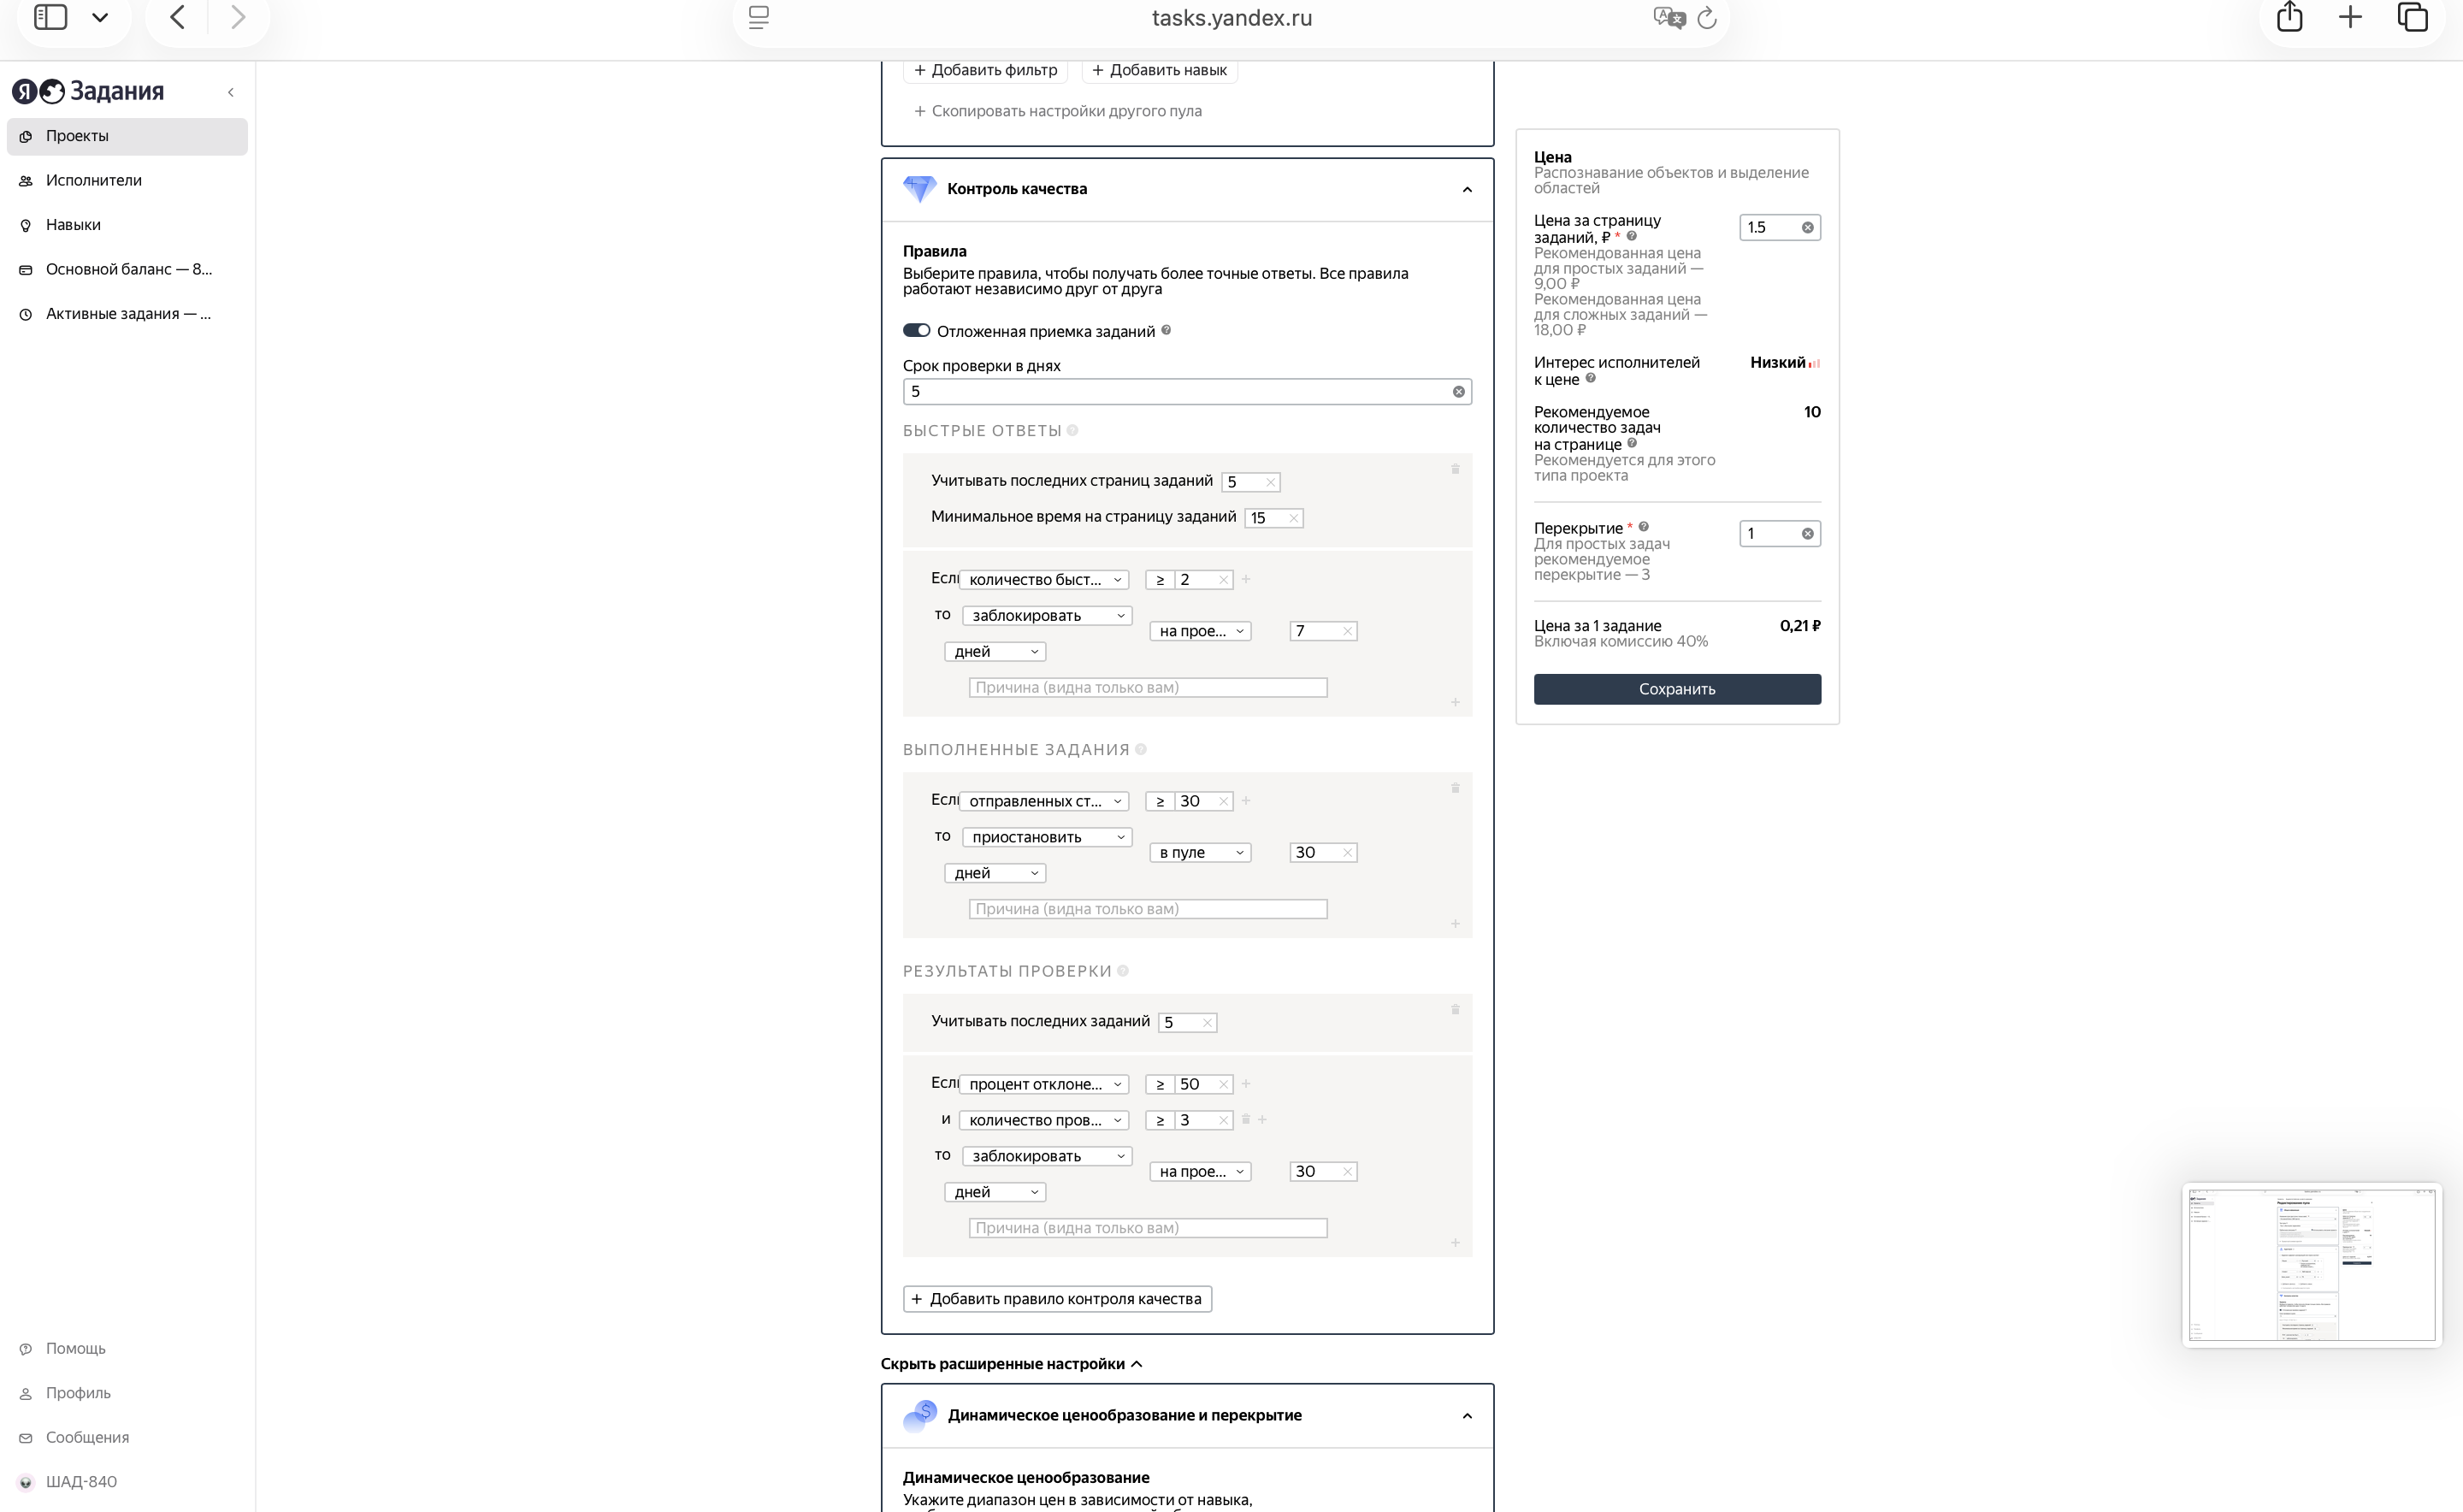 tasks.yandex.ru
Я Задания
Проекты
Исполнители
Навыки
Основной баланс — 8...
Активные задания — ...
Помощь
Профиль
Сообщения
ШАД-840
+ Добавить фильтр
+ Добавить навык
+ Скопировать настройки другого пула
Контроль качества
Правила
Выберите правила, чтобы получать более точные ответы. Все правила
работают независимо друг от друга
Отложенная приемка заданий
Срок проверки в днях
5
БЫСТРЫЕ ОТВЕТЫ
Учитывать последних страниц заданий 5
Минимальное время на страницу заданий 15
Если количество быст... ≥ 2
то заблокировать
на прое... 7
дней
Причина (видна только вам)
ВЫПОЛНЕННЫЕ ЗАДАНИЯ
Если отправленных ст... ≥ 30
то приостановить
в пуле 30
дней
Причина (видна только вам)
РЕЗУЛЬТАТЫ ПРОВЕРКИ
Учитывать последних заданий 5
Если процент отклоне... ≥ 50
и количество пров... ≥ 3
то заблокировать
на прое... 30
дней
Причина (видна только вам)
+ Добавить правило контроля качества
Скрыть расширенные настройки
Динамическое ценообразование и перекрытие
Динамическое ценообразование
Укажите диапазон цен в зависимости от навыка,
Цена
Распознавание объектов и выделение
областей
Цена за страницу
заданий, ₽ *
1.5
Рекомендованная цена
для простых заданий —
9,00 ₽
Рекомендованная цена
для сложных заданий —
18,00 ₽
Интерес исполнителей
к цене
Низкий
Рекомендуемое
количество задач
на странице
10
Рекомендуется для этого
типа проекта
Перекрытие *
1
Для простых задач
рекомендуемое
перекрытие — 3
Цена за 1 задание 0,21 ₽
Включая комиссию 40%
Сохранить